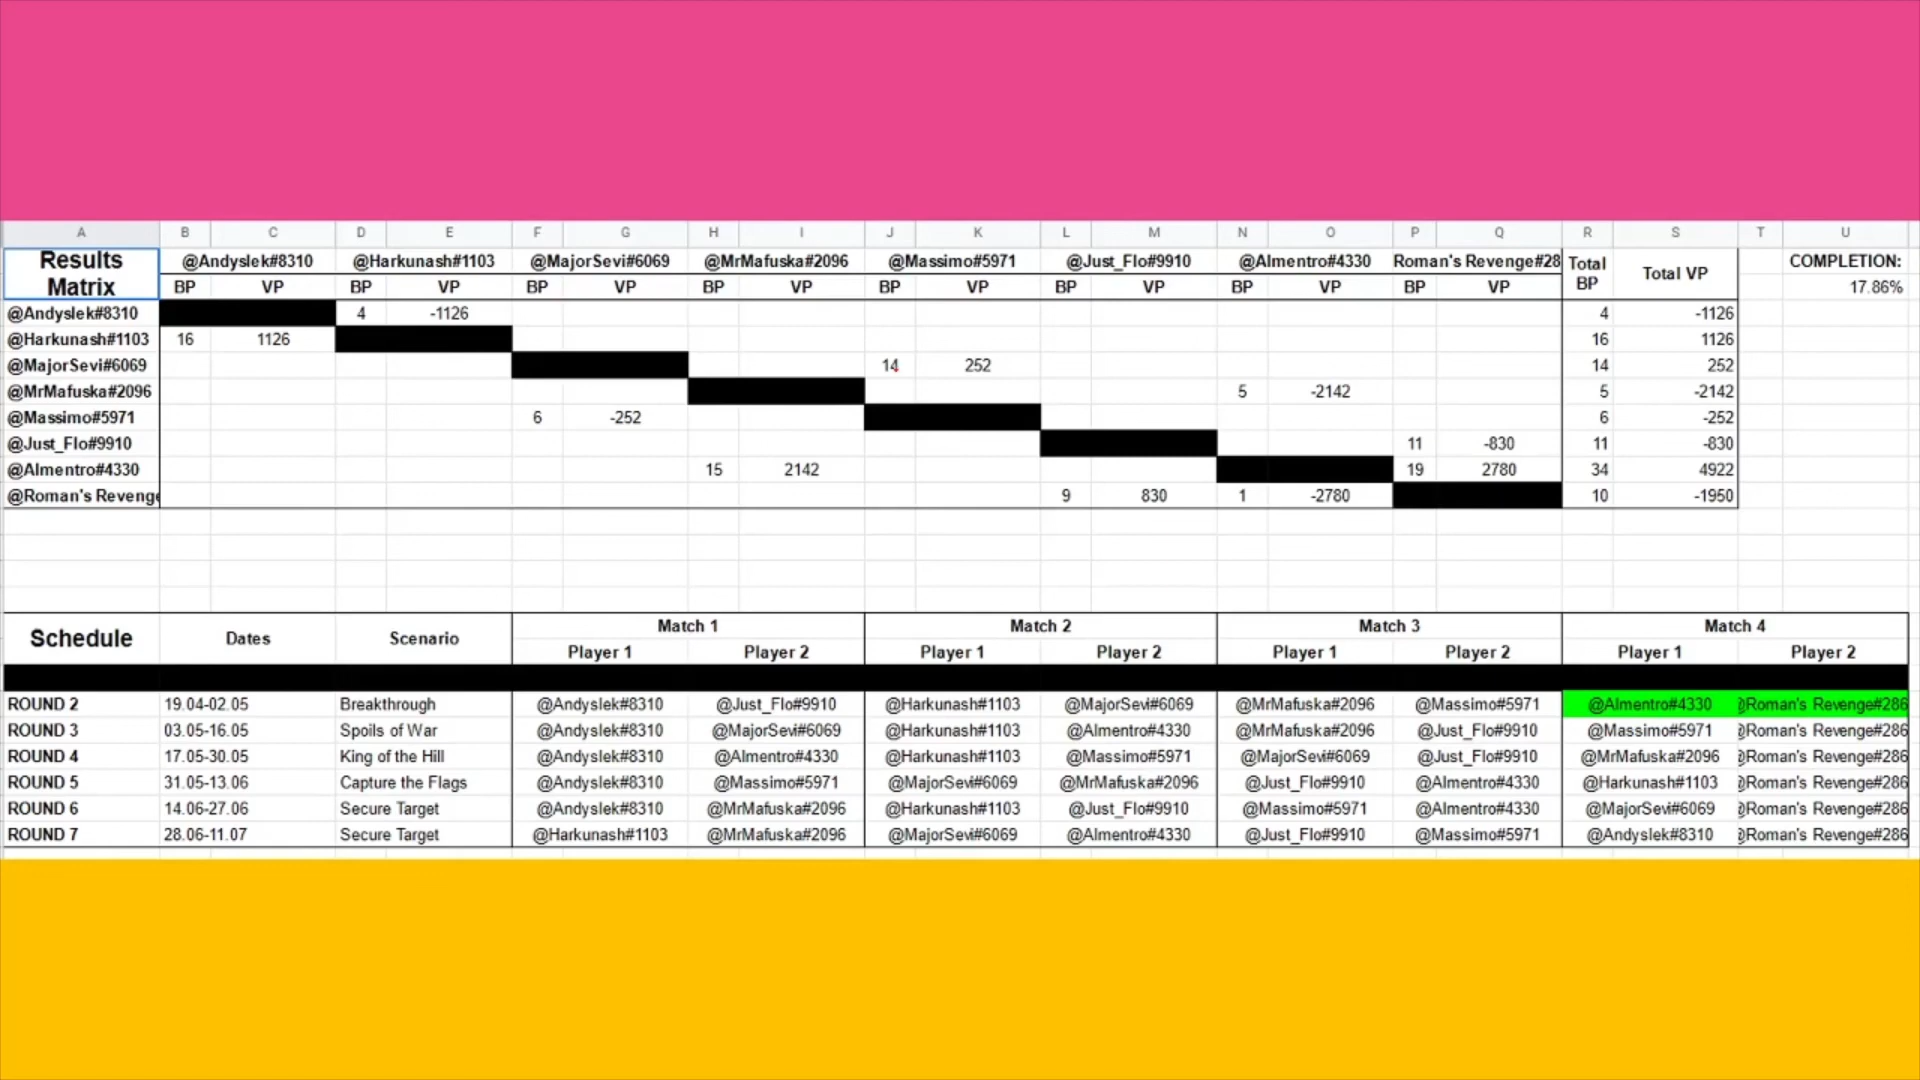 A B C D E F G H I J K L M N O P Q R S T U
Results Matrix @Andyslek#8310 @Harkunash#1103 @MajorSevi#6069 @MrMafuska#2096 @Massimo#5971 @Just_Flo#9910 @Almentro#4330 Roman's Revenge#28 Total BP Total VP COMPLETION:
BP VP BP VP BP VP BP VP BP VP BP VP BP VP BP VP 17.86%
@Andyslek#8310 4 -1126 4 -1126
@Harkunash#1103 16 1126 16 1126
@MajorSevi#6069 14 252 14 252
@MrMafuska#2096 5 -2142 5 -2142
@Massimo#5971 6 -252 6 -252
@Just_Flo#9910 11 -830 11 -830
@Almentro#4330 15 2142 19 2780 34 4922
@Roman's Revenge 9 830 1 -2780 10 -1950
Schedule Dates Scenario Match 1 Match 2 Match 3 Match 4
Player 1 Player 2 Player 1 Player 2 Player 1 Player 2 Player 1 Player 2
ROUND 2 19.04-02.05 Breakthrough @Andyslek#8310 @Just_Flo#9910 @Harkunash#1103 @MajorSevi#6069 @MrMafuska#2096 @Massimo#5971 @Almentro#4330 @Roman's Revenge#286
ROUND 3 03.05-16.05 Spoils of War @Andyslek#8310 @MajorSevi#6069 @Harkunash#1103 @Almentro#4330 @MrMafuska#2096 @Just_Flo#9910 @Massimo#5971 @Roman's Revenge#286
ROUND 4 17.05-30.05 King of the Hill @Andyslek#8310 @Almentro#4330 @Harkunash#1103 @Massimo#5971 @MajorSevi#6069 @Just_Flo#9910 @MrMafuska#2096 @Roman's Revenge#286
ROUND 5 31.05-13.06 Capture the Flags @Andyslek#8310 @Massimo#5971 @MajorSevi#6069 @MrMafuska#2096 @Just_Flo#9910 @Almentro#4330 @Harkunash#1103 @Roman's Revenge#286
ROUND 6 14.06-27.06 Secure Target @Andyslek#8310 @MrMafuska#2096 @Harkunash#1103 @Just_Flo#9910 @Massimo#5971 @Almentro#4330 @MajorSevi#6069 @Roman's Revenge#286
ROUND 7 28.06-11.07 Secure Target @Harkunash#1103 @MrMafuska#2096 @MajorSevi#6069 @Almentro#4330 @Just_Flo#9910 @Massimo#5971 @Andyslek#8310 @Roman's Revenge#286